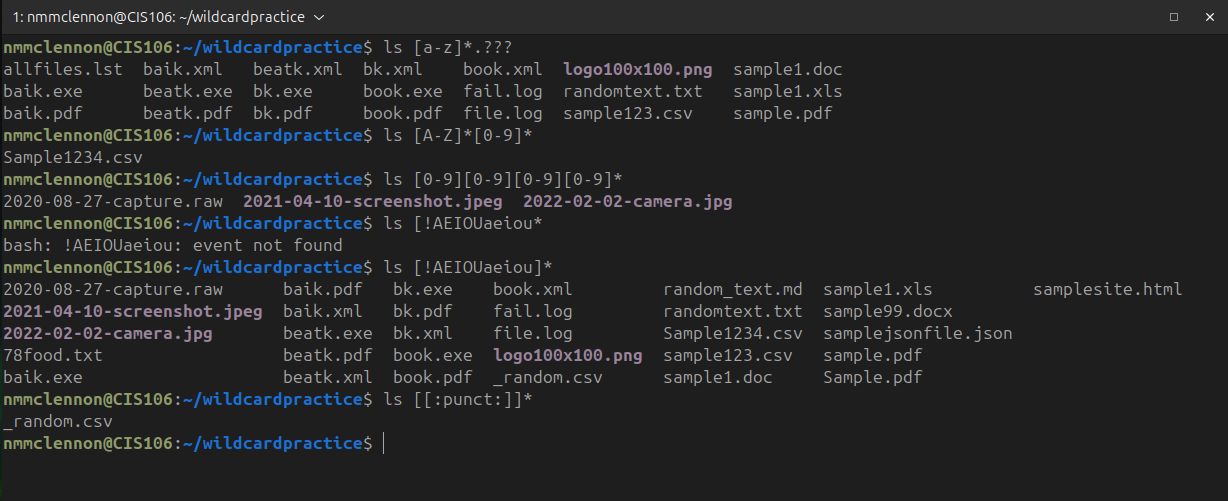 1: nmmclennon@CIS106: ~/wildcardpractice
nmmclennon@CIS106:~/wildcardpractice$ ls [a-z]*.???
allfiles.lst  baik.xml   beatk.xml  bk.xml    book.xml  logo100x100.png  sample1.doc
baik.exe      beatk.exe  bk.exe     book.exe  fail.log  randomtext.txt   sample1.xls
baik.pdf      beatk.pdf  bk.pdf     book.pdf  file.log  sample123.csv    sample.pdf
nmmclennon@CIS106:~/wildcardpractice$ ls [A-Z]*[0-9]*
Sample1234.csv
nmmclennon@CIS106:~/wildcardpractice$ ls [0-9][0-9][0-9][0-9]*
2020-08-27-capture.raw  2021-04-10-screenshot.jpeg  2022-02-02-camera.jpg
nmmclennon@CIS106:~/wildcardpractice$ ls [!AEIOUaeiou*
bash: !AEIOUaeiou: event not found
nmmclennon@CIS106:~/wildcardpractice$ ls [!AEIOUaeiou]*
2020-08-27-capture.raw      baik.pdf   bk.exe    book.xml         random_text.md  sample1.xls          samplesite.html
2021-04-10-screenshot.jpeg  baik.xml   bk.pdf    fail.log         randomtext.txt  sample99.docx
2022-02-02-camera.jpg       beatk.exe  bk.xml    file.log         Sample1234.csv  samplejsonfile.json
78food.txt                  beatk.pdf  book.exe  logo100x100.png  sample123.csv   sample.pdf
baik.exe                    beatk.xml  book.pdf  _random.csv      sample1.doc     Sample.pdf
nmmclennon@CIS106:~/wildcardpractice$ ls [[:punct:]]*
_random.csv
nmmclennon@CIS106:~/wildcardpractice$